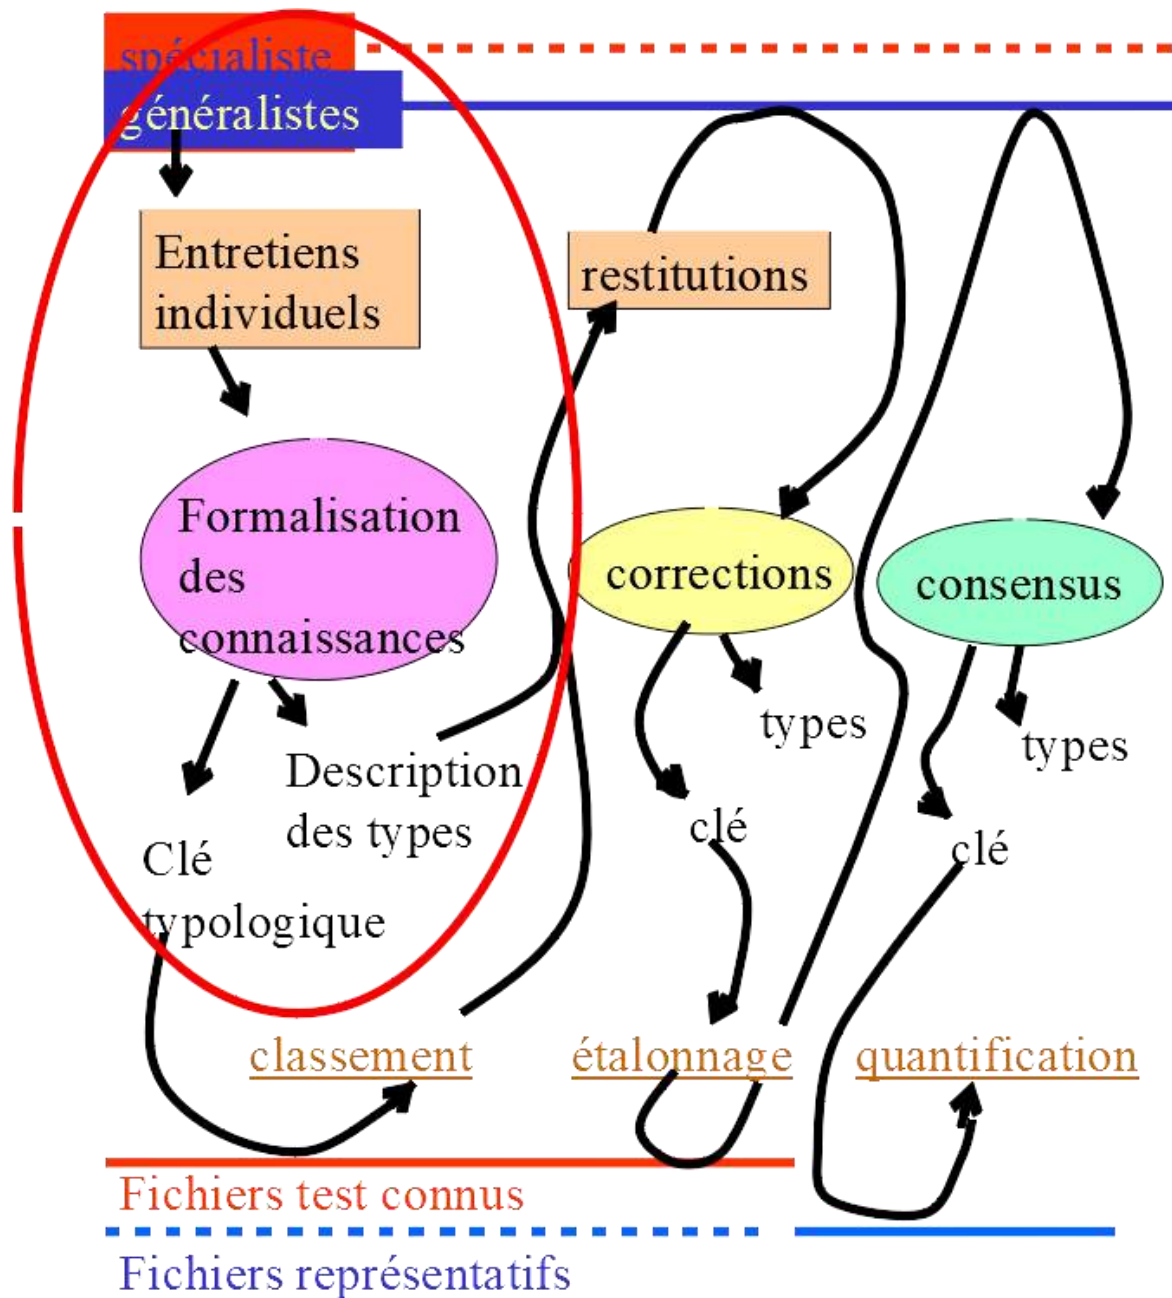 spécialiste
généralistes
Entretiens
individuels
restitutions
Formalisation
des
connaissances
corrections
consensus
types
types
Description
des types
clé
clé
Clé
typologique
classement
étalonnage
quantification
Fichiers test connus
Fichiers représentatifs